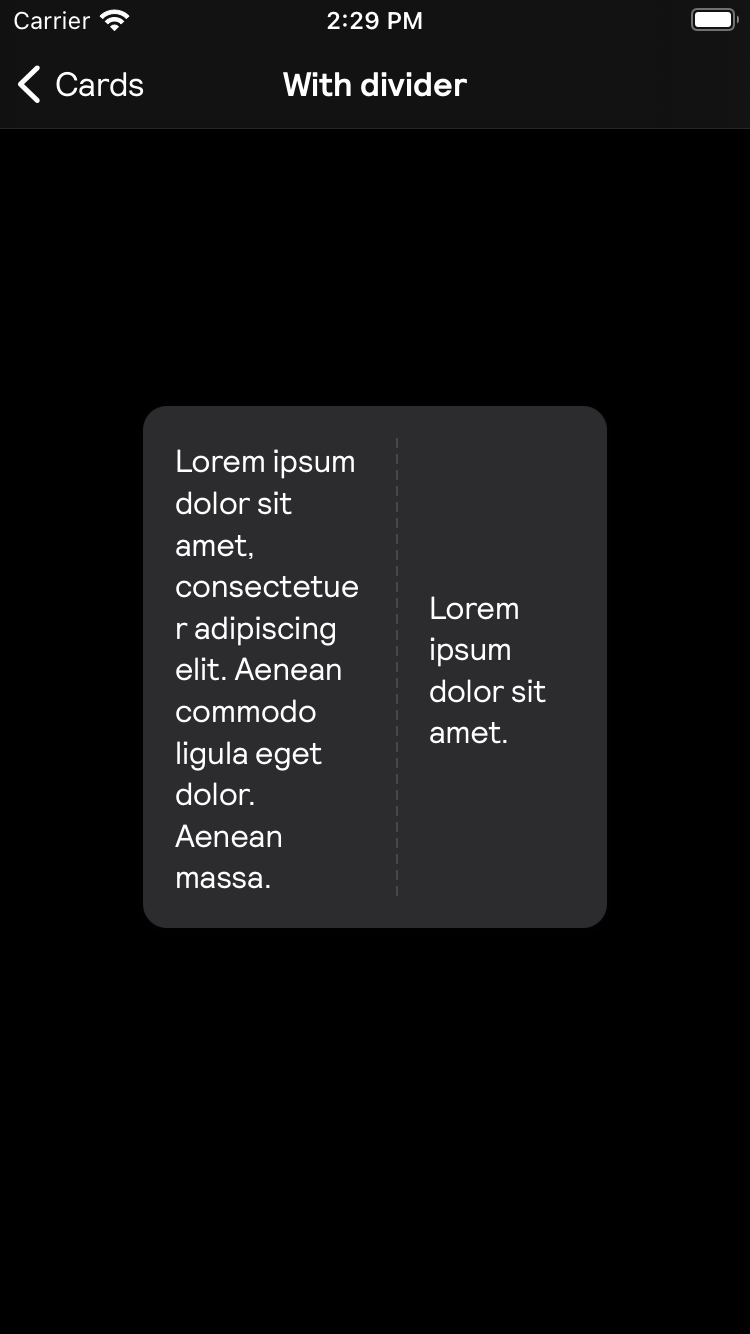 Carrier 2:29 PM
Cards With divider
Lorem ipsum
dolor sit
amet,
consectetue
r adipiscing
elit. Aenean
commodo
ligula eget
dolor.
Aenean
massa.
Lorem
ipsum
dolor sit
amet.